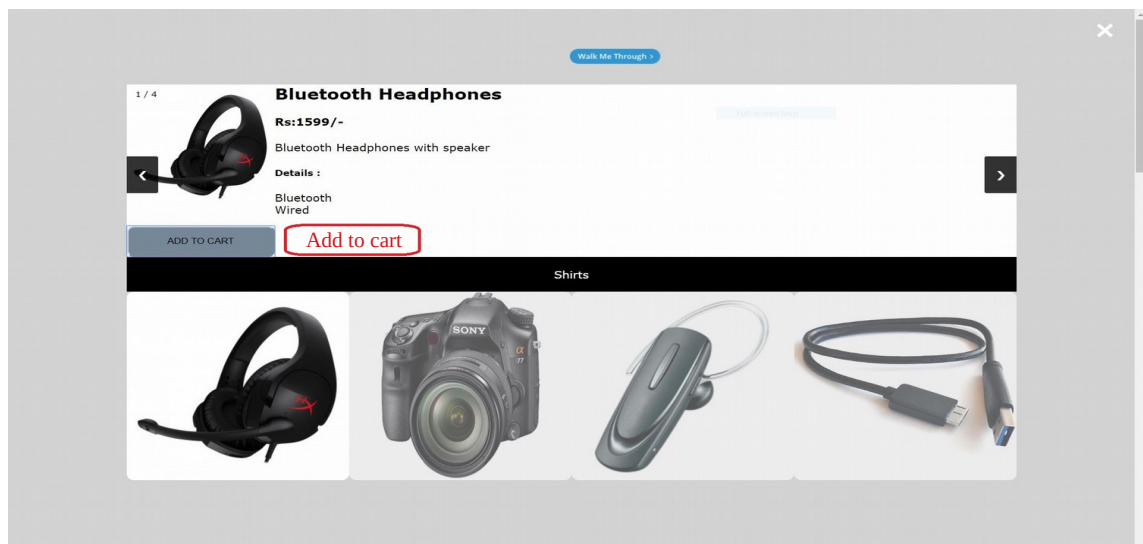 ×
Walk Me Through >
1 / 4
Bluetooth Headphones
Rs:1599/-
Bluetooth Headphones with speaker
Details :
Bluetooth
Wired
ADD TO CART
Add to cart
Shirts
SONY
α
77